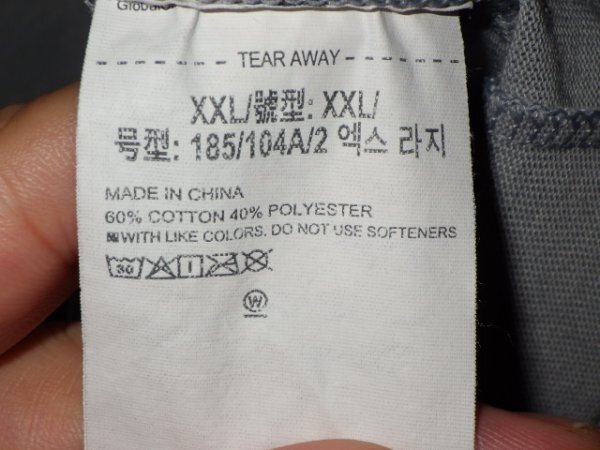 TEAR AWAY
XXL/號型: XXL/
号型: 185/104A/2 엑스 라지
MADE IN CHINA
60% COTTON 40% POLYESTER
WITH LIKE COLORS. DO NOT USE SOFTENERS
30
W